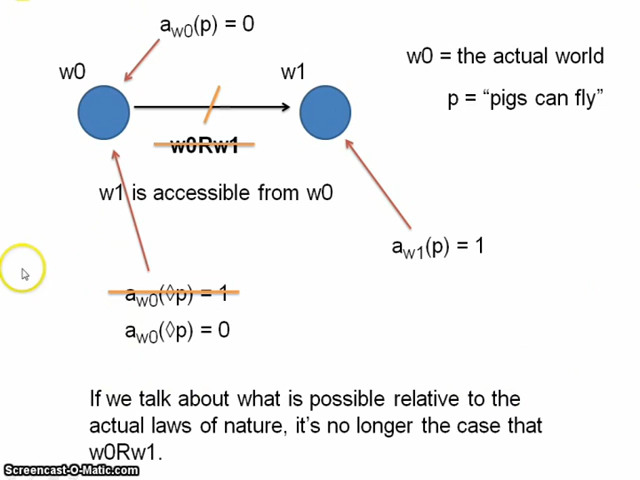 a_w0(p) = 0
w0
w1
w0 = the actual world
p = “pigs can fly”
w0Rw1
w1 is accessible from w0
a_w1(p) = 1
a_w0(◊p) = 1
a_w0(◊p) = 0
If we talk about what is possible relative to the
actual laws of nature, it’s no longer the case that
w0Rw1.
Screencast-O-Matic.com